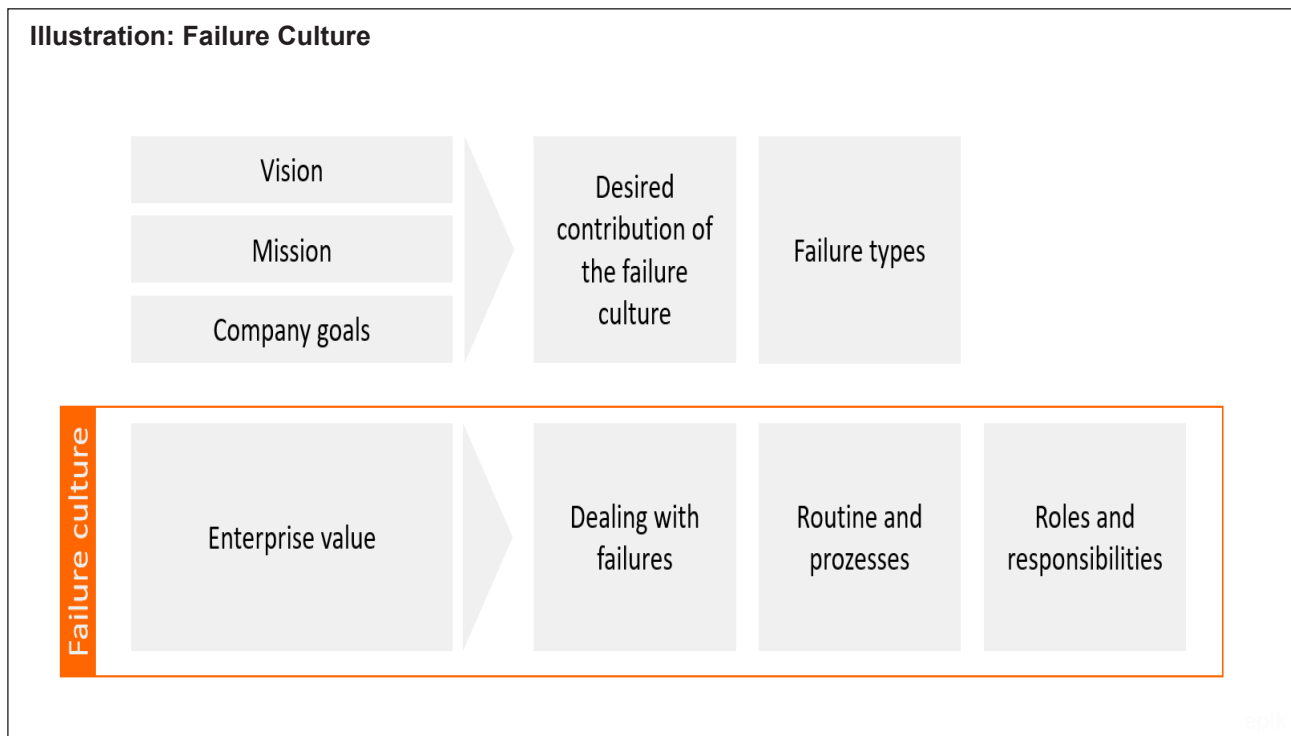 Illustration: Failure Culture
Vision
Mission
Company goals
Desired
contribution of
the failure
culture
Failure types
Failure culture
Enterprise value
Dealing with
failures
Routine and
prozesses
Roles and
responsibilities